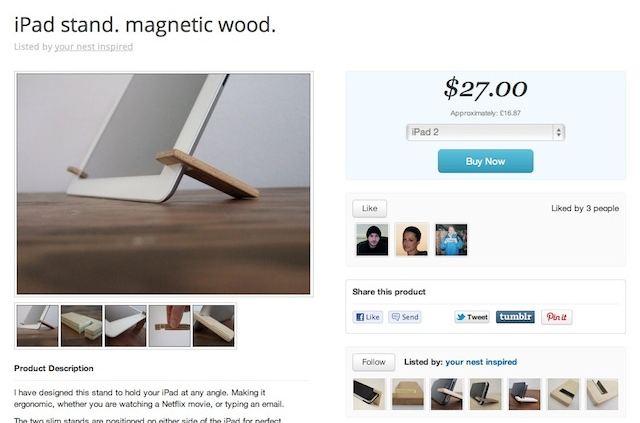 iPad stand. magnetic wood.
Listed by your nest inspired
$27.00
Approximately: £16.87
iPad 2
Buy Now
Like
Liked by 3 people
Share this product
Like
Send
Tweet
tumblr.
Pin it
Follow
Listed by: your nest inspired
Product Description
I have designed this stand to hold your iPad at any angle. Making it
ergonomic, whether you are watching a Netflix movie, or typing an email.
The two slim stands are positioned on either side of the iPad for perfect